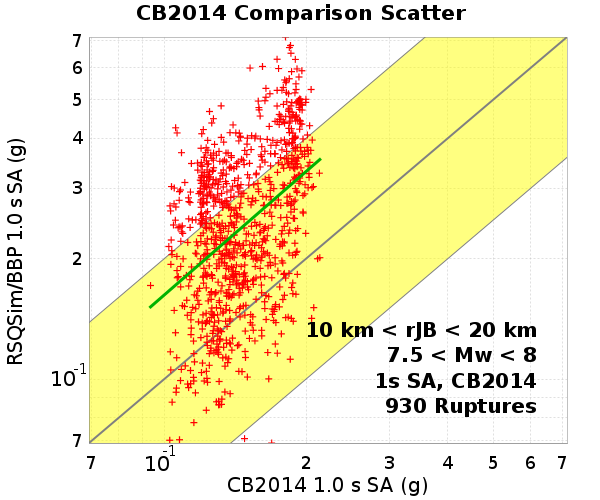 CB2014 Comparison Scatter
RSQSim/BBP 1.0 s SA (g)
7
6
5
4
3
2
10-1
7
10 km < rJB < 20 km
7.5 < Mw < 8
1s SA, CB2014
930 Ruptures
7 10-1 2 3 4 5 6 7
CB2014 1.0 s SA (g)